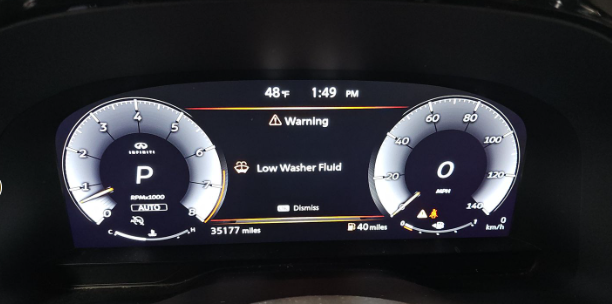 48°F 1:49 PM
Warning
Low Washer Fluid
Dismiss
35177 miles
40 miles
1 2 3 4 5 6 7 8
INFINITI
P
RPMx1000
AUTO
C H
20 40 60 80 100 120 140
0
MPH
0
km/h